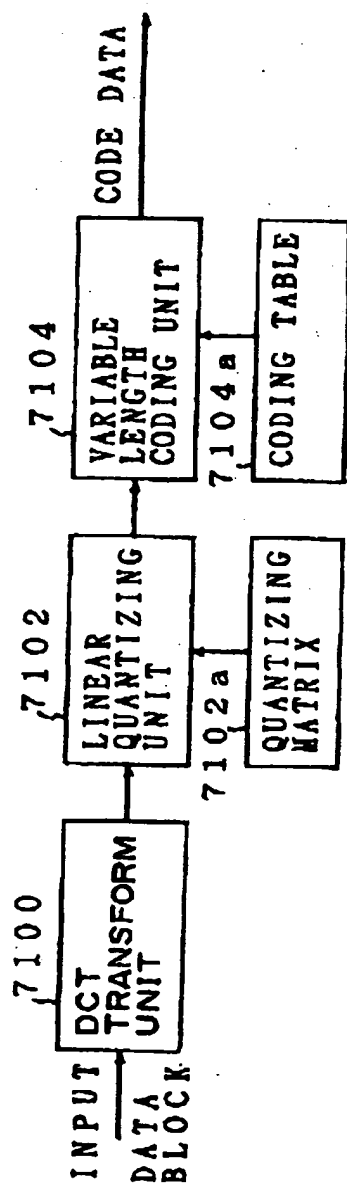 INPUT
DATA
BLOCK
7100
DCT
TRANSFORM
UNIT
7102
LINEAR
QUANTIZING
UNIT
7102a
QUANTIZING
MATRIX
7104
VARIABLE
LENGTH
CODING UNIT
7104a
CODING TABLE
CODE DATA